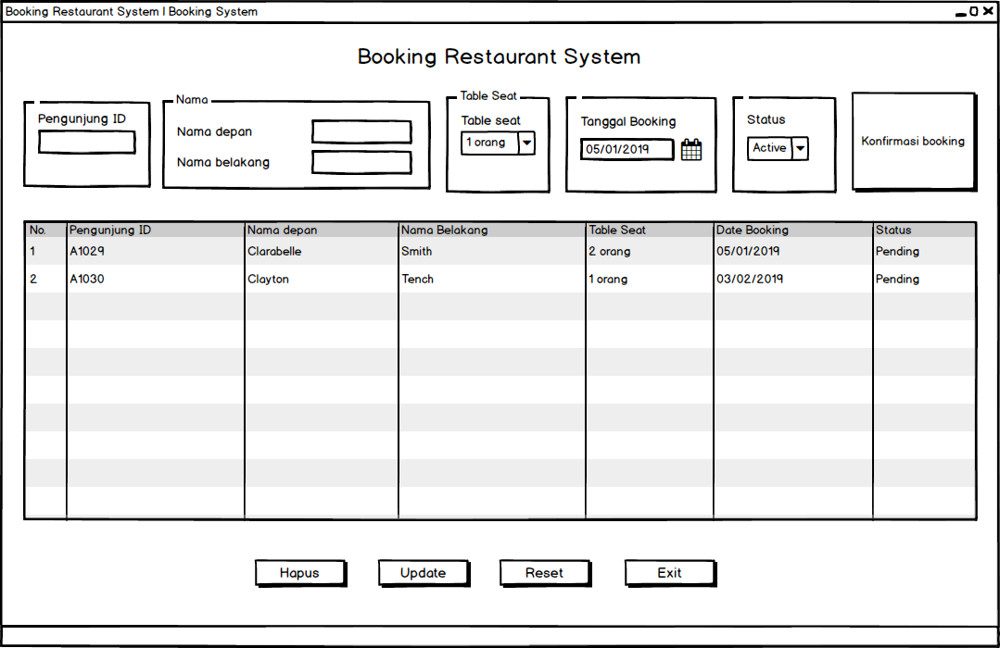 Booking Restaurant System | Booking System
Booking Restaurant System
Pengunjung ID
Nama
Nama depan
Nama belakang
Table Seat
Table seat
1 orang
Tanggal Booking
05/01/2019
Status
Active
Konfirmasi booking
No. Pengunjung ID Nama depan Nama Belakang Table Seat Date Booking Status
1 A1029 Clarabelle Smith 2 orang 05/01/2019 Pending
2 A1030 Clayton Tench 1 orang 03/02/2019 Pending
Hapus Update Reset Exit